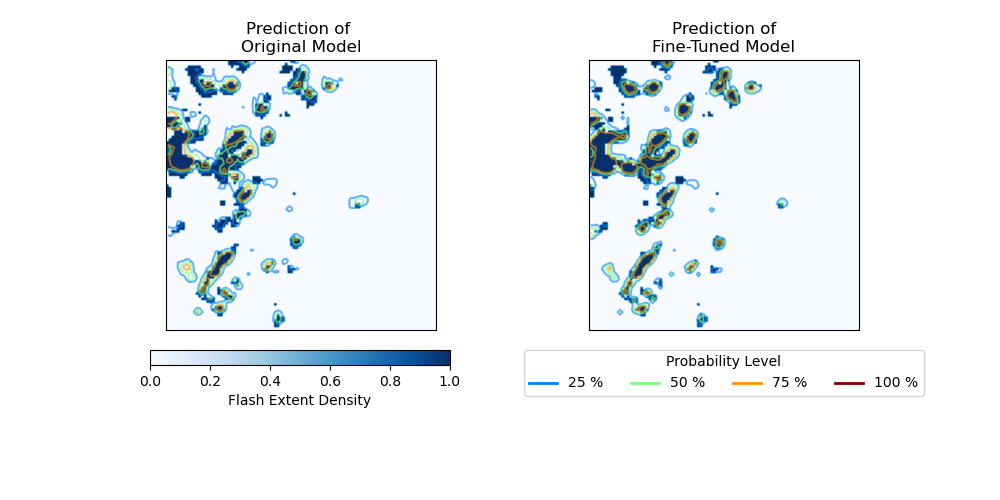 Prediction of
Original Model
Prediction of
Fine-Tuned Model
0.0 0.2 0.4 0.6 0.8 1.0
Flash Extent Density
Probability Level
25 % 50 % 75 % 100 %